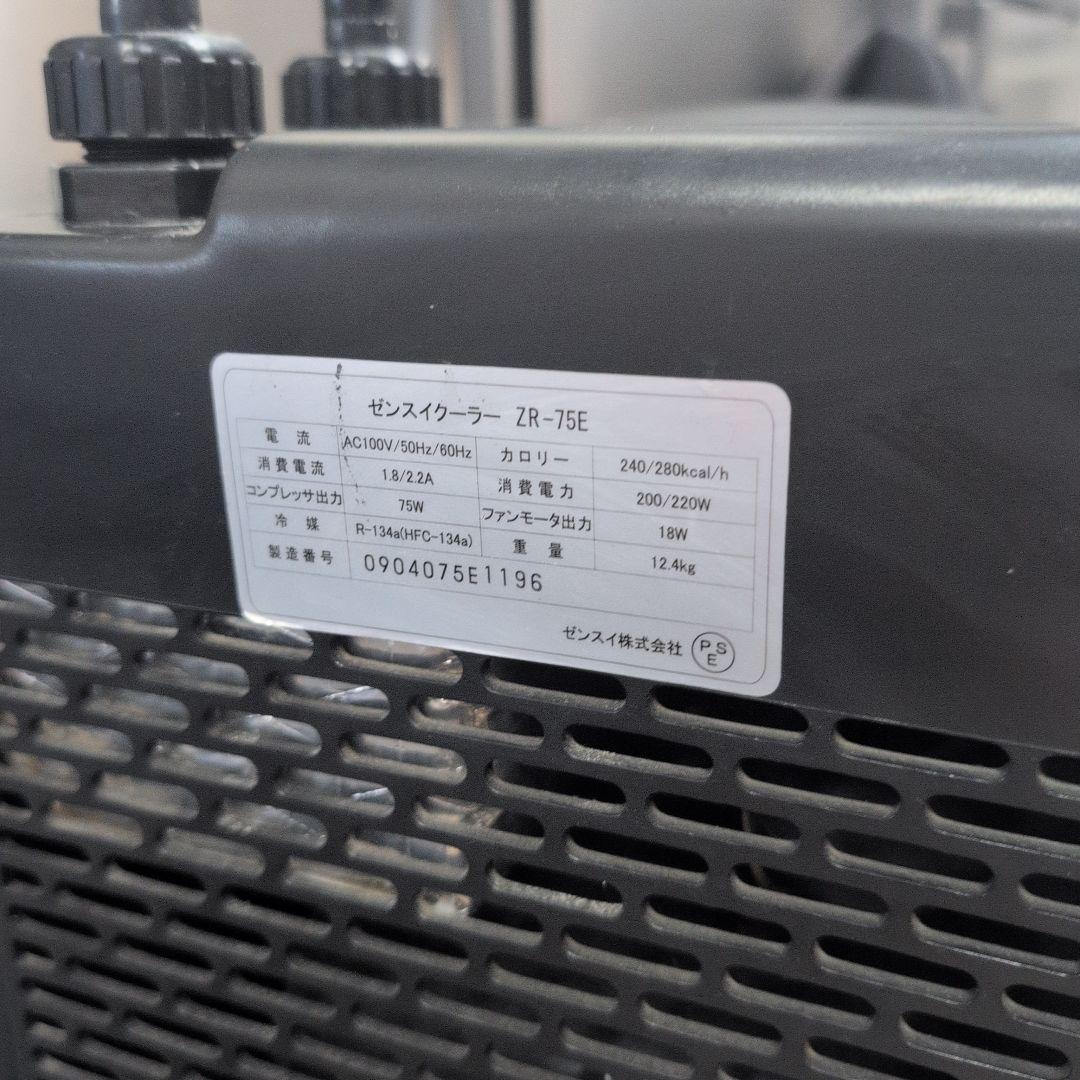 ゼンスイクーラー ZR-75E
電流 AC100V/50Hz/60Hz カロリー 240/280kcal/h
消費電流 1.8/2.2A 消費電力 200/220W
コンプレッサ出力 75W ファンモータ出力 18W
冷媒 R-134a(HFC-134a) 重量 12.4kg
製造番号 0904075E1196
ゼンスイ株式会社 PSE